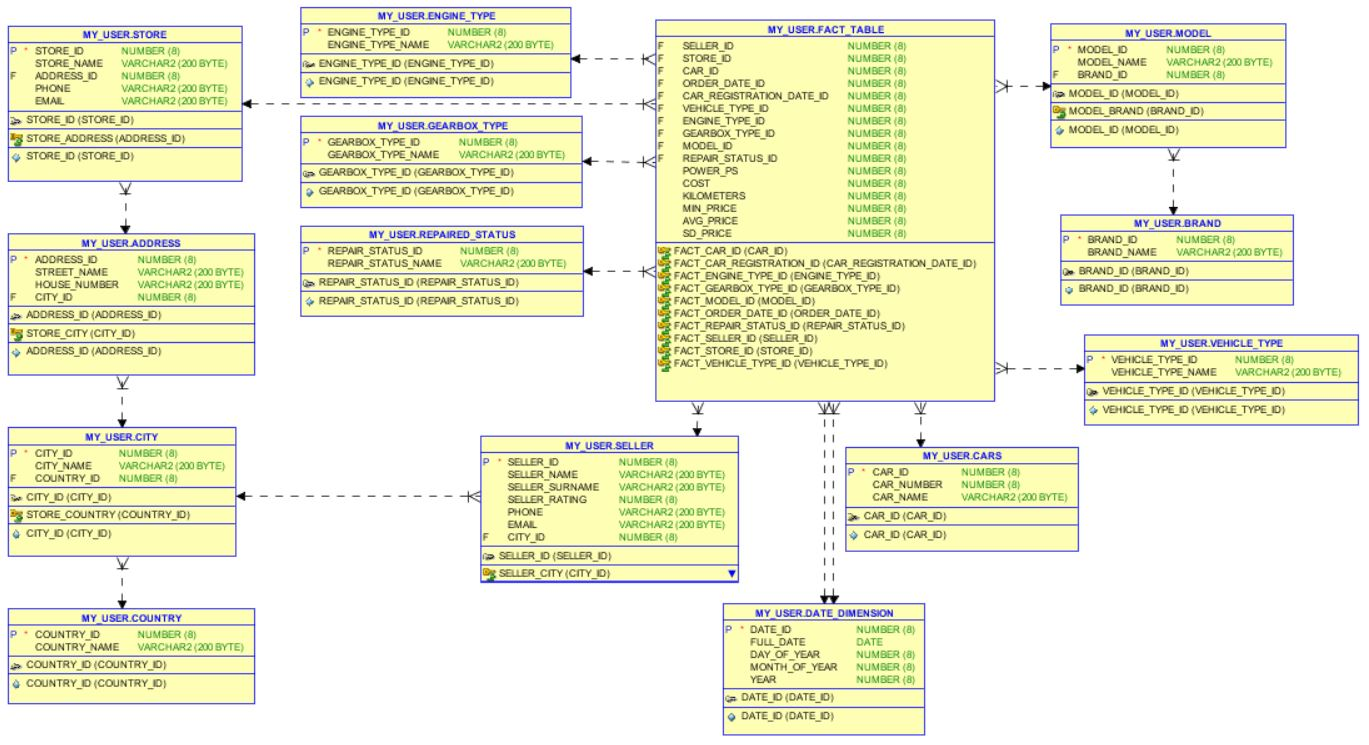 MY_USER.STORE
P * STORE_ID NUMBER (8)
STORE_NAME VARCHAR2 (200 BYTE)
F ADDRESS_ID NUMBER (8)
PHONE VARCHAR2 (200 BYTE)
EMAIL VARCHAR2 (200 BYTE)
STORE_ID (STORE_ID)
STORE_ADDRESS (ADDRESS_ID)
STORE_ID (STORE_ID)
MY_USER.ADDRESS
P * ADDRESS_ID NUMBER (8)
STREET_NAME VARCHAR2 (200 BYTE)
HOUSE_NUMBER VARCHAR2 (200 BYTE)
F CITY_ID NUMBER (8)
ADDRESS_ID (ADDRESS_ID)
STORE_CITY (CITY_ID)
ADDRESS_ID (ADDRESS_ID)
MY_USER.CITY
P * CITY_ID NUMBER (8)
CITY_NAME VARCHAR2 (200 BYTE)
F COUNTRY_ID NUMBER (8)
CITY_ID (CITY_ID)
STORE_COUNTRY (COUNTRY_ID)
CITY_ID (CITY_ID)
MY_USER.COUNTRY
P * COUNTRY_ID NUMBER (8)
COUNTRY_NAME VARCHAR2 (200 BYTE)
COUNTRY_ID (COUNTRY_ID)
COUNTRY_ID (COUNTRY_ID)
MY_USER.ENGINE_TYPE
P * ENGINE_TYPE_ID NUMBER (8)
ENGINE_TYPE_NAME VARCHAR2 (200 BYTE)
ENGINE_TYPE_ID (ENGINE_TYPE_ID)
ENGINE_TYPE_ID (ENGINE_TYPE_ID)
MY_USER.GEARBOX_TYPE
P * GEARBOX_TYPE_ID NUMBER (8)
GEARBOX_TYPE_NAME VARCHAR2 (200 BYTE)
GEARBOX_TYPE_ID (GEARBOX_TYPE_ID)
GEARBOX_TYPE_ID (GEARBOX_TYPE_ID)
MY_USER.REPAIRED_STATUS
P * REPAIR_STATUS_ID NUMBER (8)
REPAIR_STATUS_NAME VARCHAR2 (200 BYTE)
REPAIR_STATUS_ID (REPAIR_STATUS_ID)
REPAIR_STATUS_ID (REPAIR_STATUS_ID)
MY_USER.SELLER
P * SELLER_ID NUMBER (8)
SELLER_NAME VARCHAR2 (200 BYTE)
SELLER_SURNAME VARCHAR2 (200 BYTE)
SELLER_RATING NUMBER (8)
PHONE VARCHAR2 (200 BYTE)
EMAIL VARCHAR2 (200 BYTE)
F CITY_ID NUMBER (8)
SELLER_ID (SELLER_ID)
SELLER_CITY (CITY_ID)
MY_USER.FACT_TABLE
F SELLER_ID NUMBER (8)
F STORE_ID NUMBER (8)
F CAR_ID NUMBER (8)
F ORDER_DATE_ID NUMBER (8)
F CAR_REGISTRATION_DATE_ID NUMBER (8)
F VEHICLE_TYPE_ID NUMBER (8)
F ENGINE_TYPE_ID NUMBER (8)
F GEARBOX_TYPE_ID NUMBER (8)
F MODEL_ID NUMBER (8)
F REPAIR_STATUS_ID NUMBER (8)
POWER_PS NUMBER (8)
COST NUMBER (8)
KILOMETERS NUMBER (8)
MIN_PRICE NUMBER (8)
AVG_PRICE NUMBER (8)
SD_PRICE NUMBER (8)
FACT_CAR_ID (CAR_ID)
FACT_CAR_REGISTRATION_ID (CAR_REGISTRATION_DATE_ID)
FACT_ENGINE_TYPE_ID (ENGINE_TYPE_ID)
FACT_GEARBOX_TYPE_ID (GEARBOX_TYPE_ID)
FACT_MODEL_ID (MODEL_ID)
FACT_ORDER_DATE_ID (ORDER_DATE_ID)
FACT_REPAIR_STATUS_ID (REPAIR_STATUS_ID)
FACT_SELLER_ID (SELLER_ID)
FACT_STORE_ID (STORE_ID)
FACT_VEHICLE_TYPE_ID (VEHICLE_TYPE_ID)
MY_USER.DATE_DIMENSION
P * DATE_ID NUMBER (8)
FULL_DATE DATE
DAY_OF_YEAR NUMBER (8)
MONTH_OF_YEAR NUMBER (8)
YEAR NUMBER (8)
DATE_ID (DATE_ID)
DATE_ID (DATE_ID)
MY_USER.CARS
P * CAR_ID NUMBER (8)
CAR_NUMBER NUMBER (8)
CAR_NAME VARCHAR2 (200 BYTE)
CAR_ID (CAR_ID)
CAR_ID (CAR_ID)
MY_USER.MODEL
P * MODEL_ID NUMBER (8)
MODEL_NAME VARCHAR2 (200 BYTE)
F BRAND_ID NUMBER (8)
MODEL_ID (MODEL_ID)
MODEL_BRAND (BRAND_ID)
MODEL_ID (MODEL_ID)
MY_USER.BRAND
P * BRAND_ID NUMBER (8)
BRAND_NAME VARCHAR2 (200 BYTE)
BRAND_ID (BRAND_ID)
BRAND_ID (BRAND_ID)
MY_USER.VEHICLE_TYPE
P * VEHICLE_TYPE_ID NUMBER (8)
VEHICLE_TYPE_NAME VARCHAR2 (200 BYTE)
VEHICLE_TYPE_ID (VEHICLE_TYPE_ID)
VEHICLE_TYPE_ID (VEHICLE_TYPE_ID)